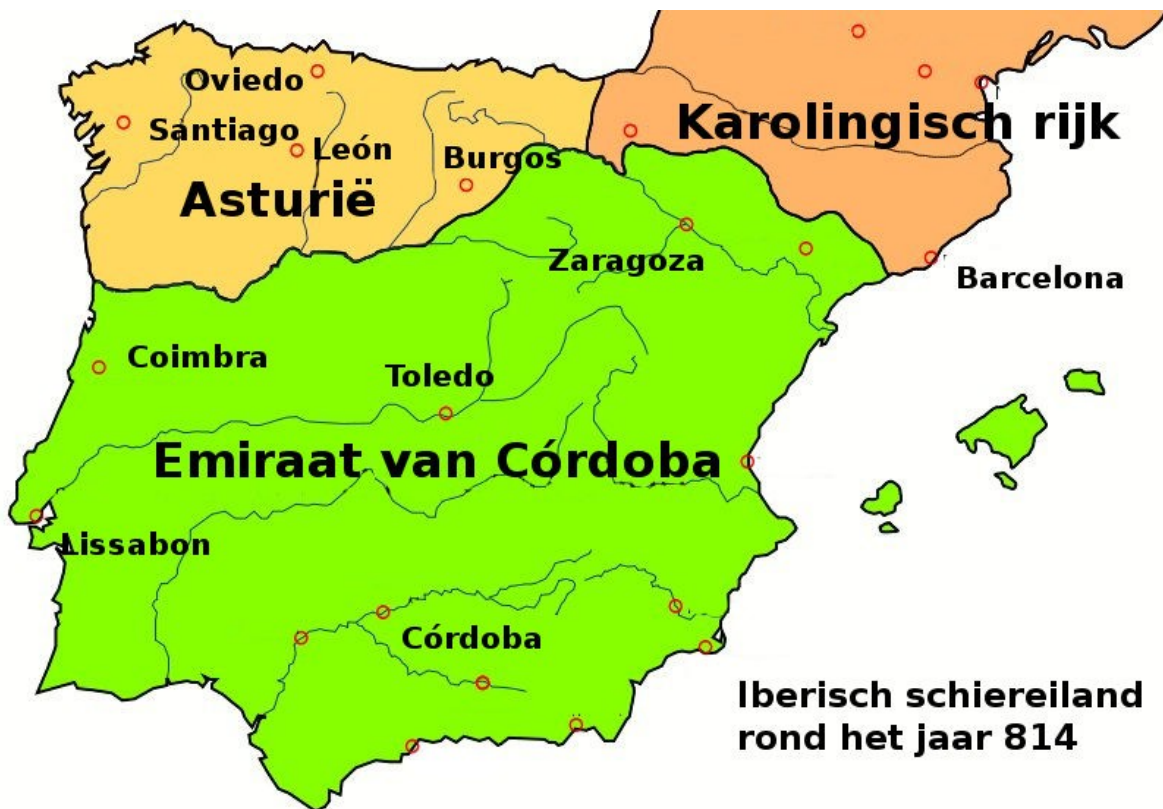 Oviedo
Karolingisch rijk
Santiago
León
Burgos
Asturië
Zaragoza
Barcelona
Coimbra
Toledo
Emiraat van Córdoba
Lissabon
Córdoba
Iberisch schiereiland
rond het jaar 814